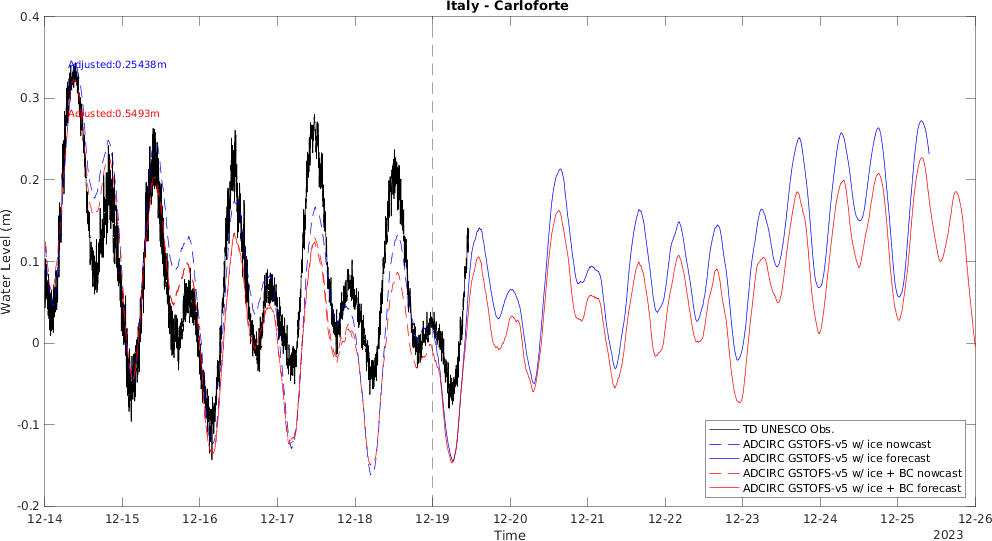 Italy - Carloforte
0.4
Adjusted:0.25438m
0.3
Adjusted:0.5493m
0.2
Water Level (m)
0.1
0
-0.1
TD UNESCO Obs.
ADCIRC GSTOFS-v5 w/ ice nowcast
ADCIRC GSTOFS-v5 w/ ice forecast
ADCIRC GSTOFS-v5 w/ ice + BC nowcast
ADCIRC GSTOFS-v5 w/ ice + BC forecast
-0.2
12-14 12-15 12-16 12-17 12-18 12-19 12-20 12-21 12-22 12-23 12-24 12-25 12-26
Time
2023